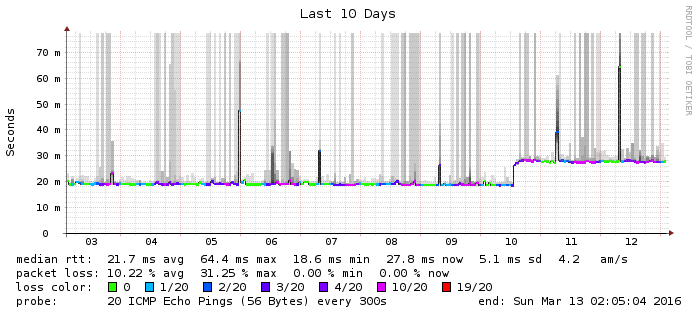 Last 10 Days
RRDTOOL / TOBI OETIKER
Seconds
70 m
60 m
50 m
40 m
30 m
20 m
10 m
0
03 04 05 06 07 08 09 10 11 12
median rtt: 21.7 ms avg 64.4 ms max 18.6 ms min 27.8 ms now 5.1 ms sd 4.2 am/s
packet loss: 10.22 % avg 31.25 % max 0.00 % min 0.00 % now
loss color: 0 1/20 2/20 3/20 4/20 10/20 19/20
probe: 20 ICMP Echo Pings (56 Bytes) every 300s end: Sun Mar 13 02:05:04 2016